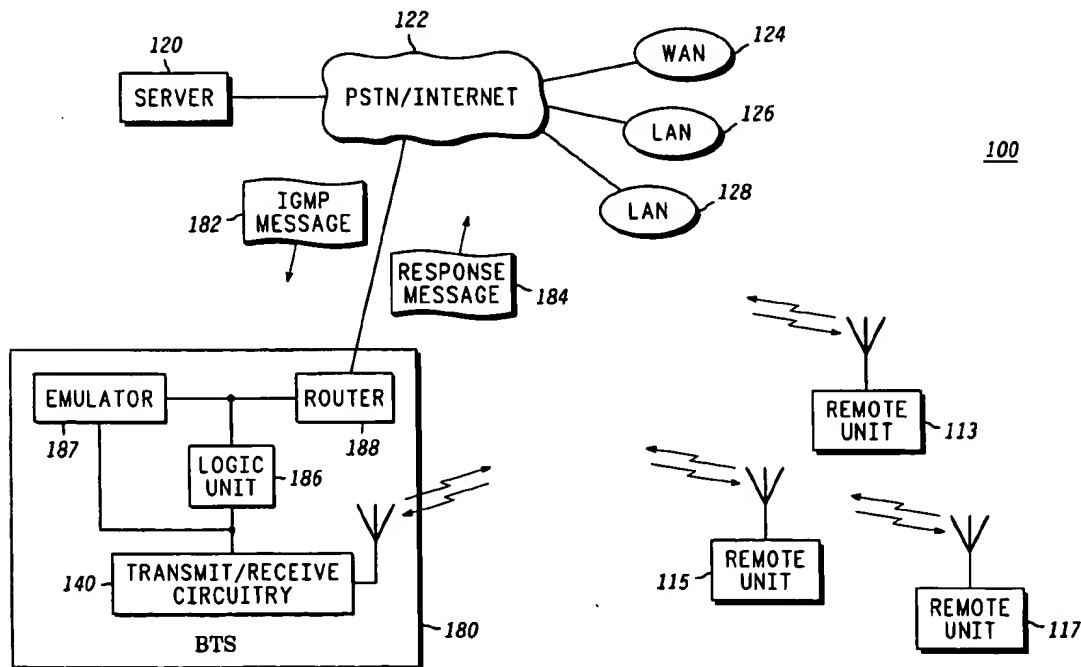 122
120
SERVER
PSTN/INTERNET
WAN
124
LAN
126
LAN
128
100
182
IGMP
MESSAGE
RESPONSE
MESSAGE
184
EMULATOR
187
ROUTER
188
LOGIC
UNIT
186
140
TRANSMIT/RECEIVE
CIRCUITRY
BTS
180
REMOTE
UNIT
113
REMOTE
UNIT
115
REMOTE
UNIT
117